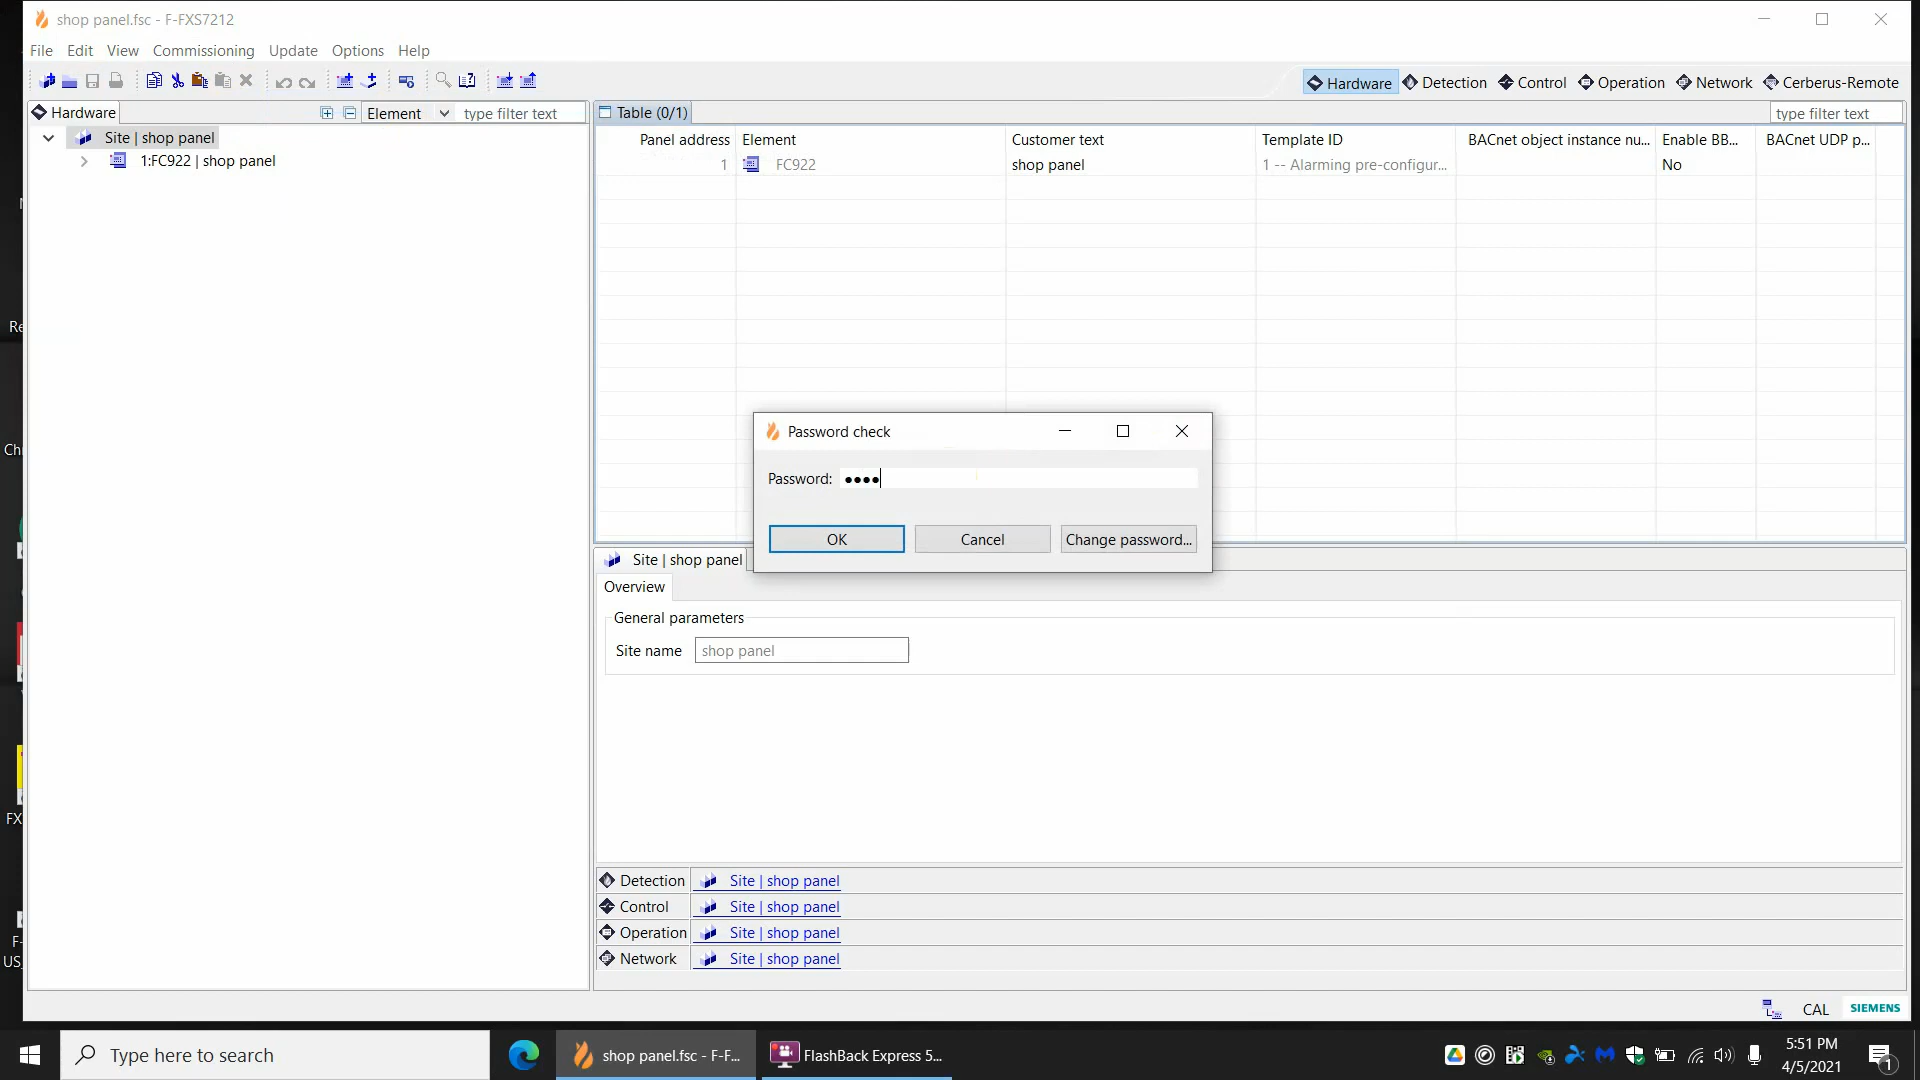 shop panel.fsc - F-FXS7212
File Edit View Commissioning Update Options Help
Hardware Detection Control Operation Network Cerberus-Remote
Hardware Element type filter text
Table (0/1) type filter text
Site | shop panel
1:FC922 | shop panel
Panel address Element Customer text Template ID BACnet object instance nu... Enable BB... BACnet UDP p...
1 FC922 shop panel 1 -- Alarming pre-configur... No
Password check
Password: ••••
OK Cancel Change password...
Site | shop panel
Overview
General parameters
Site name shop panel
Detection Site | shop panel
Control Site | shop panel
Operation Site | shop panel
Network Site | shop panel
CAL SIEMENS
Re
Chr
FX
F-
US_
Type here to search
shop panel.fsc - F-F...
FlashBack Express 5...
5:51 PM
4/5/2021
1